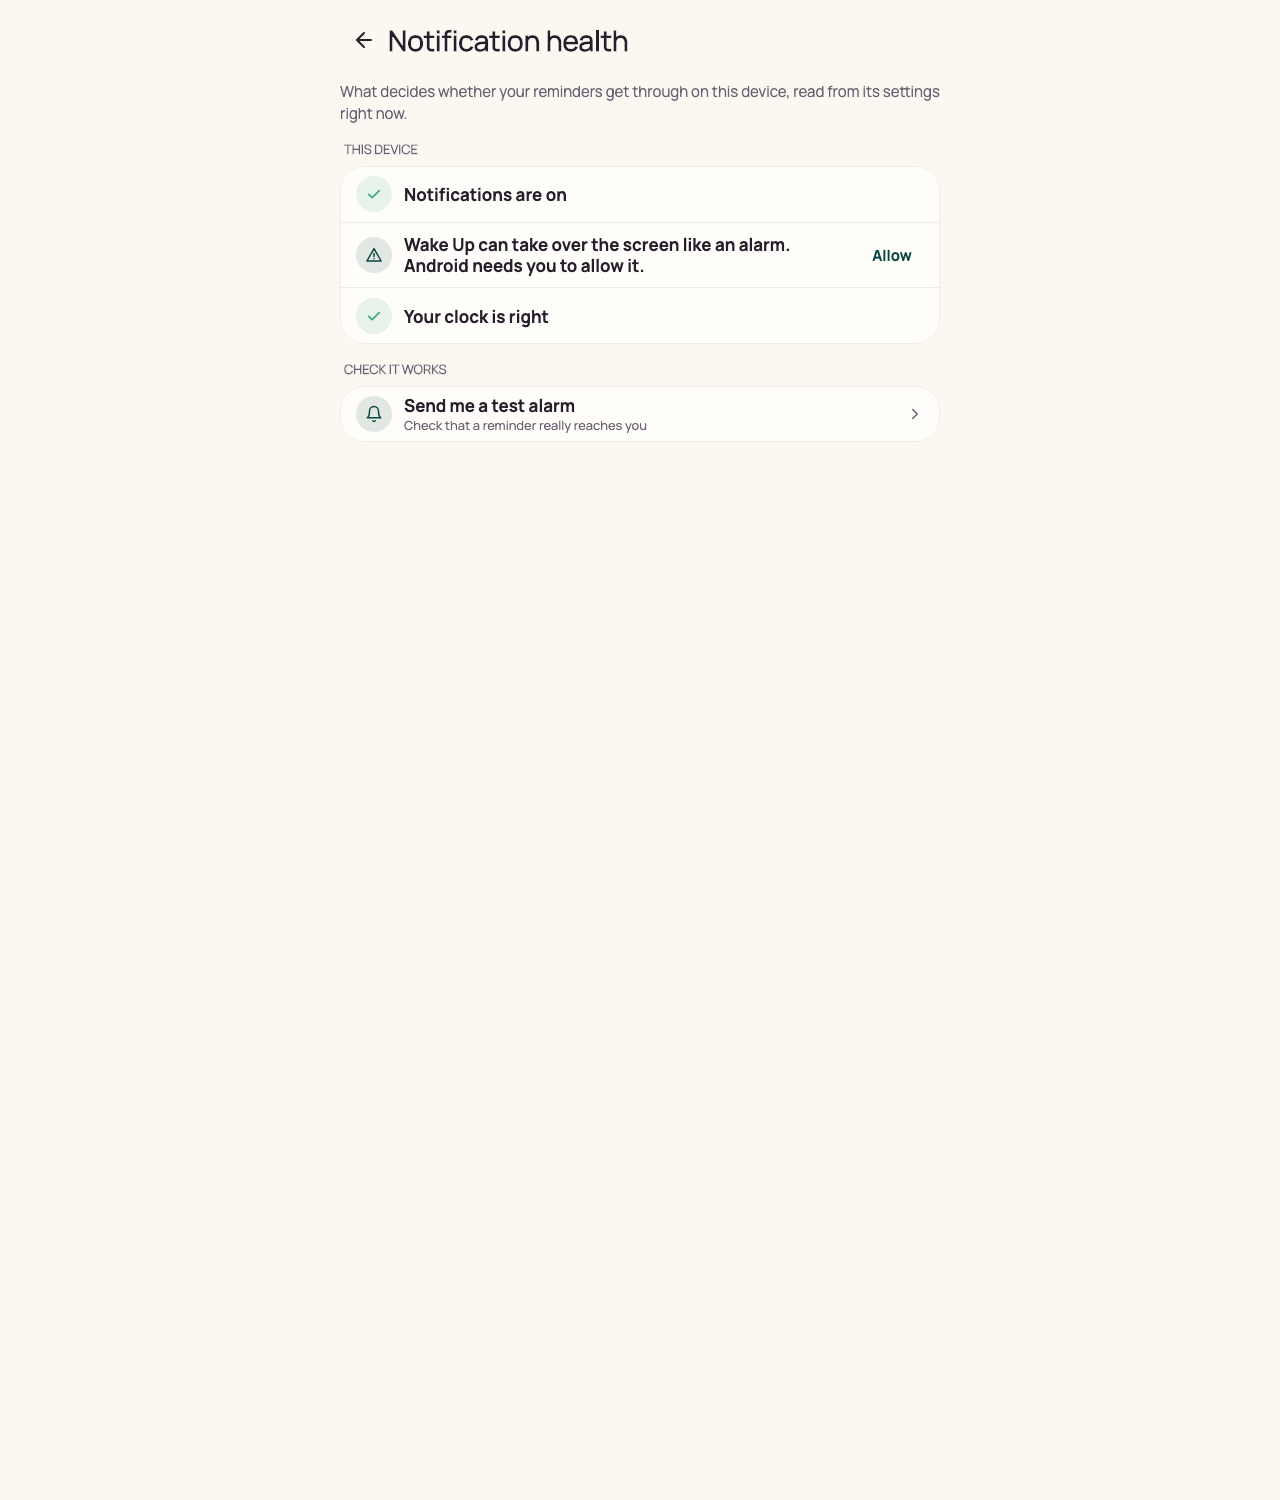 Notification health
What decides whether your reminders get through on this device, read from its settings
right now.
THIS DEVICE
Notifications are on
Wake Up can take over the screen like an alarm.
Android needs you to allow it.
Allow
Your clock is right
CHECK IT WORKS
Send me a test alarm
Check that a reminder really reaches you